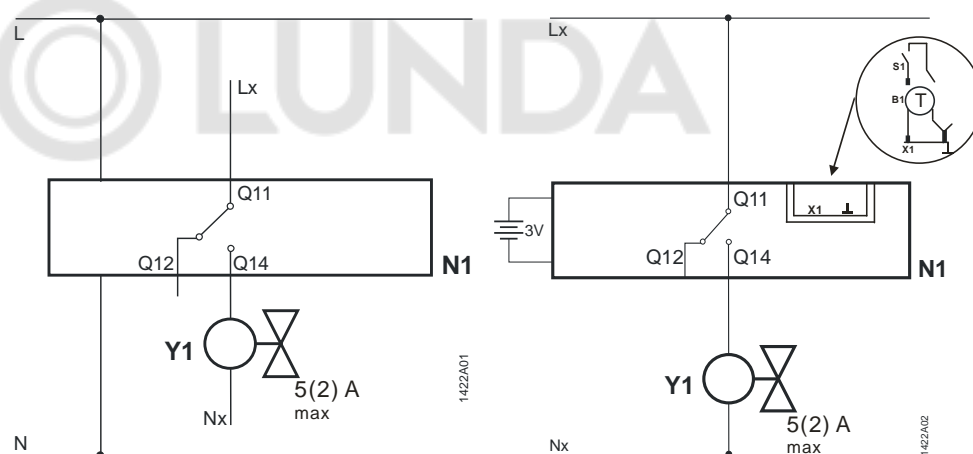 LUNDA
L
Lx
Q11
Q12
Q14
N1
Y1
5(2) A
max
Nx
N
1422A01
Lx
S1
B1
T
X1
Q11
X1
3V
Q12
Q14
N1
Y1
5(2) A
max
Nx
1422A02